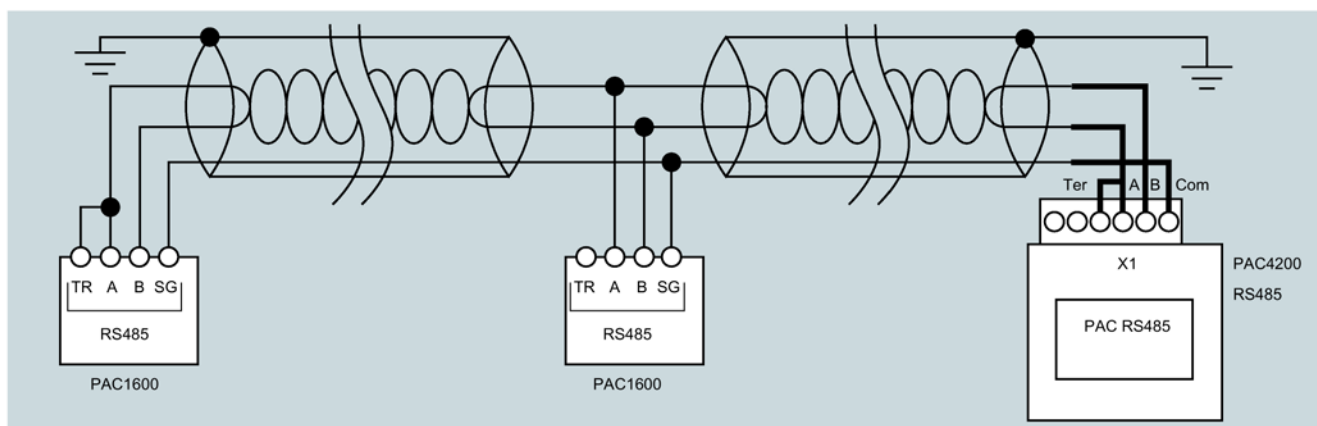 Ter A B Com
TR A B SG
RS485
PAC1600
TR A B SG
RS485
PAC1600
X1
PAC RS485
PAC4200
RS485